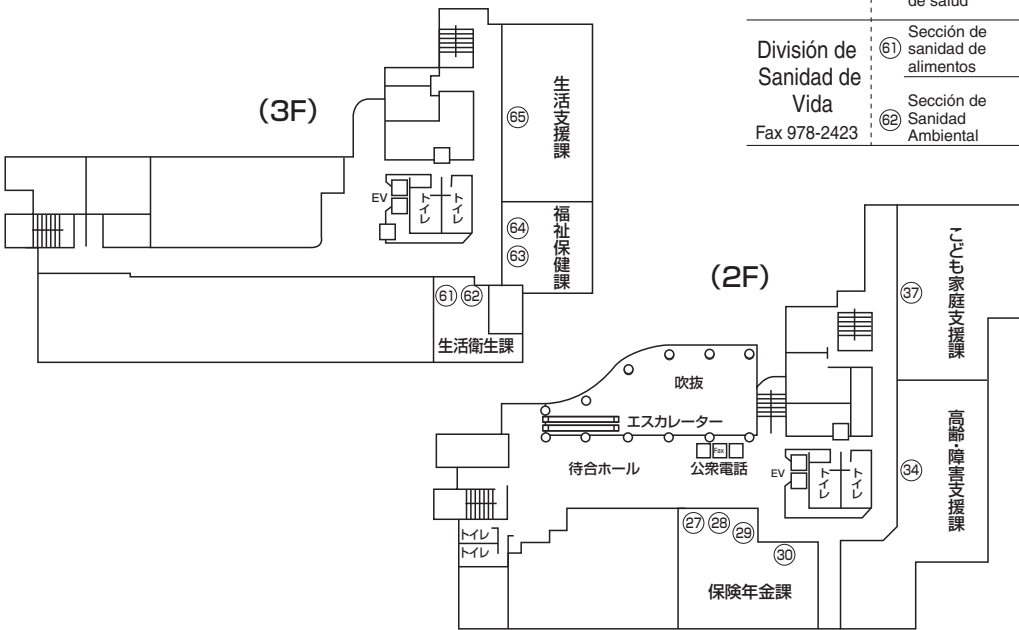 de salud
División de
Sanidad de
Vida
Fax 978-2423
61 Sección de
sanidad de
alimentos
62 Sección de
Sanidad
Ambiental
(3F)
65
生活支援課
EV
トイレ
トイレ
64
63
福祉保健課
61 62
生活衛生課
(2F)
37
こども家庭支援課
吹抜
エスカレーター
待合ホール
Fax
公衆電話
EV
トイレ
トイレ
34
高齢・障害支援課
トイレ
トイレ
27 28 29 30
保険年金課